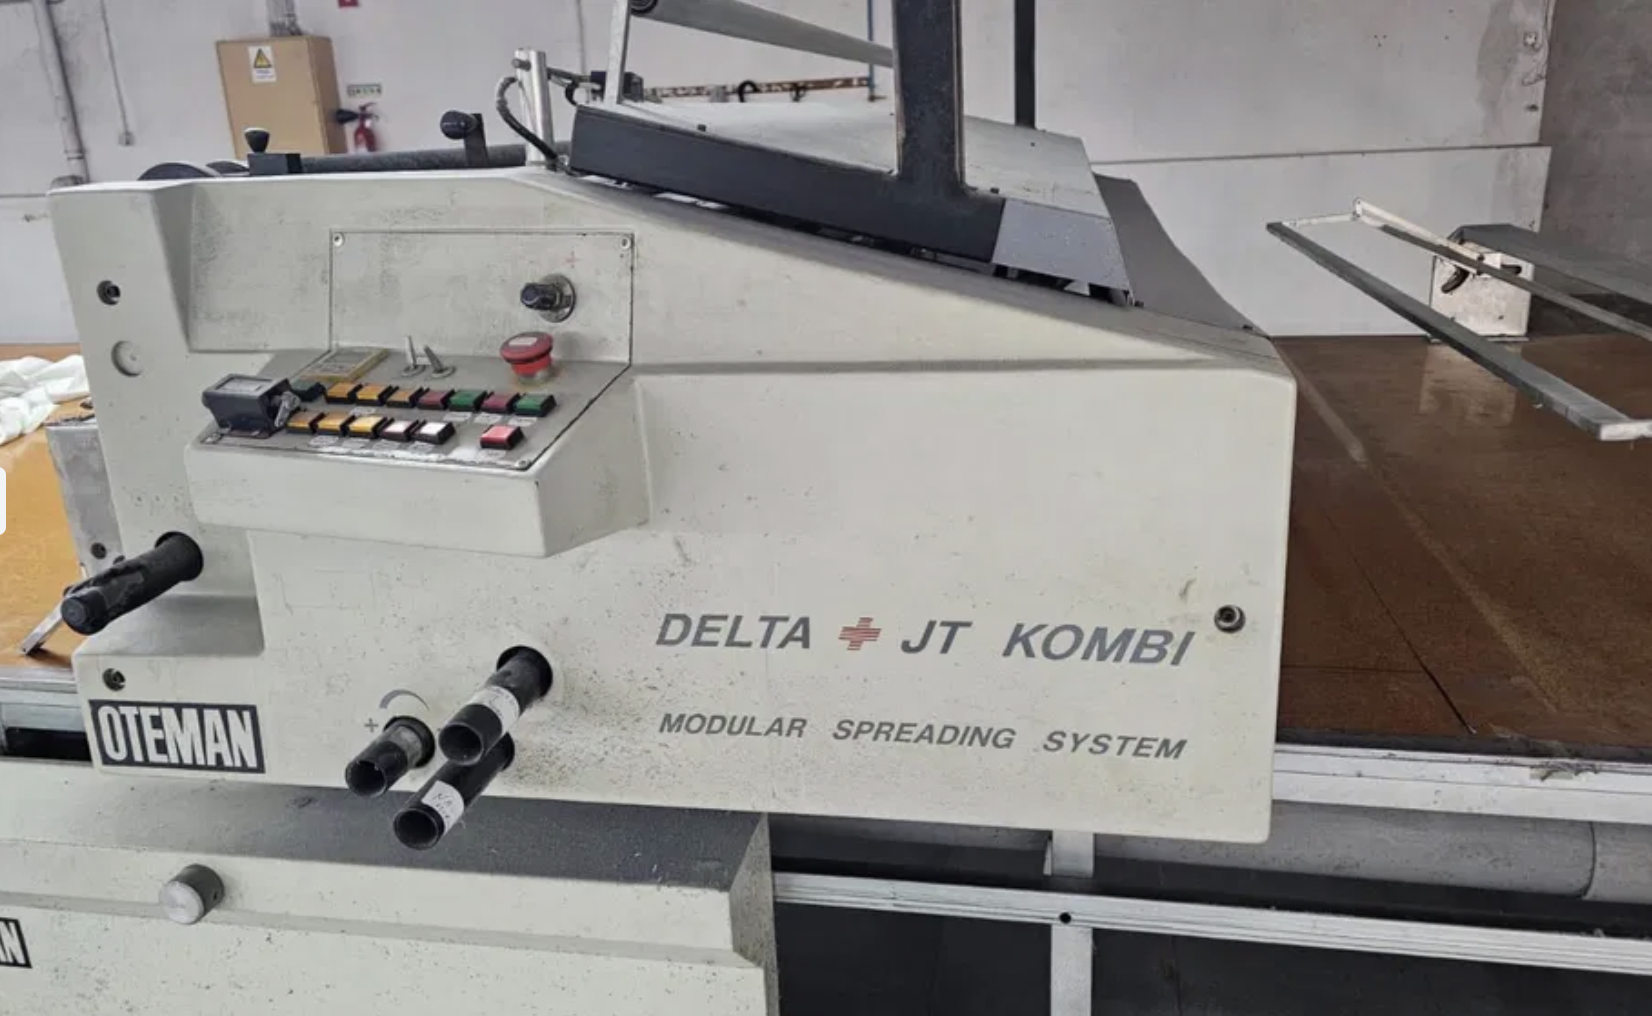 DELTA + JT KOMBI
MODULAR SPREADING SYSTEM
OTEMAN
+